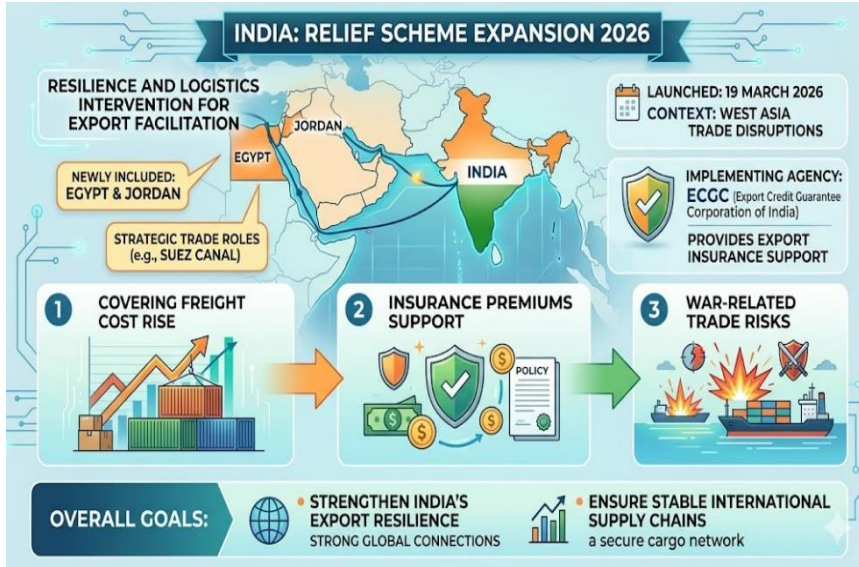 INDIA: RELIEF SCHEME EXPANSION 2026
RESILIENCE AND LOGISTICS
INTERVENTION FOR
EXPORT FACILITATION
JORDAN
EGYPT
INDIA
NEWLY INCLUDED:
EGYPT & JORDAN
STRATEGIC TRADE ROLES
(e.g., SUEZ CANAL)
LAUNCHED: 19 MARCH 2026
CONTEXT: WEST ASIA
TRADE DISRUPTIONS
IMPLEMENTING AGENCY:
ECGC (Export Credit Guarantee
Corporation of India)
PROVIDES EXPORT
INSURANCE SUPPORT
1
COVERING FREIGHT
COST RISE
2
INSURANCE PREMIUMS
SUPPORT
$
$
$
$
POLICY
3
WAR-RELATED
TRADE RISKS
OVERALL GOALS:
• STRENGTHEN INDIA'S
EXPORT RESILIENCE
STRONG GLOBAL CONNECTIONS
• ENSURE STABLE INTERNATIONAL
SUPPLY CHAINS
a secure cargo network